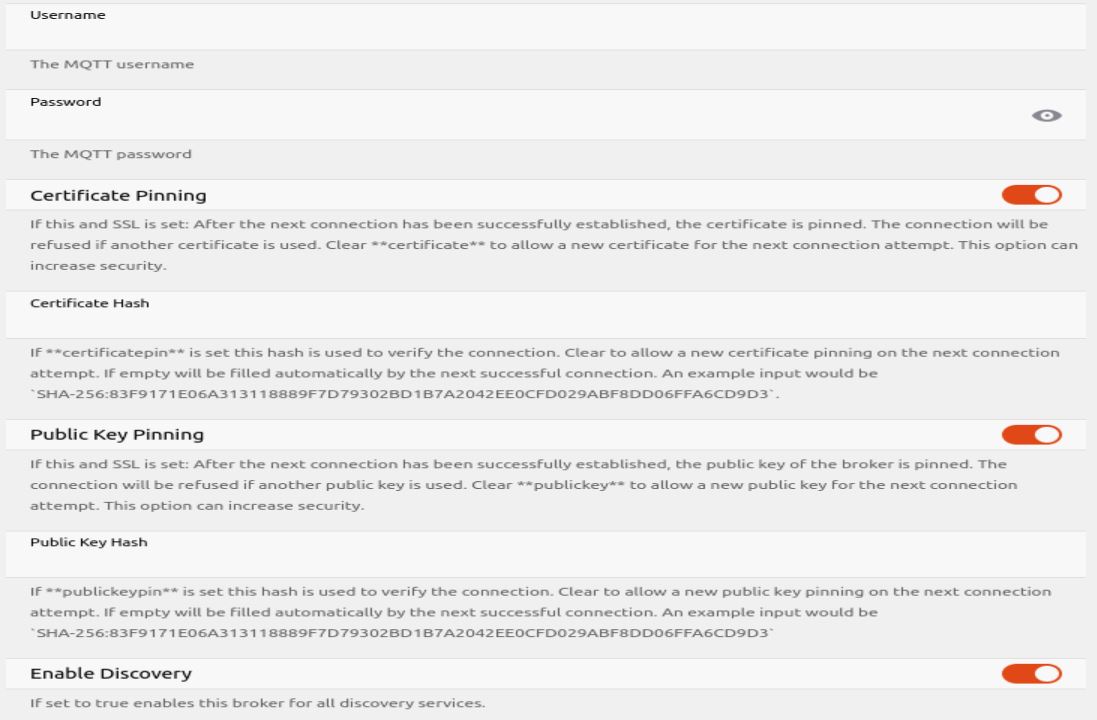 Username
The MQTT username
Password
The MQTT password
Certificate Pinning
If this and SSL is set: After the next connection has been successfully established, the certificate is pinned. The connection will be
refused if another certificate is used. Clear **certificate** to allow a new certificate for the next connection attempt. This option can
increase security.
Certificate Hash
If **certificatepin** is set this hash is used to verify the connection. Clear to allow a new certificate pinning on the next connection
attempt. If empty will be filled automatically by the next successful connection. An example input would be
`SHA-256:83F9171E06A313118889F7D79302BD1B7A2042EE0CFD029ABF8DD06FFA6CD9D3`.
Public Key Pinning
If this and SSL is set: After the next connection has been successfully established, the public key of the broker is pinned. The
connection will be refused if another public key is used. Clear **publickey** to allow a new public key for the next connection
attempt. This option can increase security.
Public Key Hash
If **publickeypin** is set this hash is used to verify the connection. Clear to allow a new public key pinning on the next connection
attempt. If empty will be filled automatically by the next successful connection. An example input would be
`SHA-256:83F9171E06A313118889F7D79302BD1B7A2042EE0CFD029ABF8DD06FFA6CD9D3`
Enable Discovery
If set to true enables this broker for all discovery services.